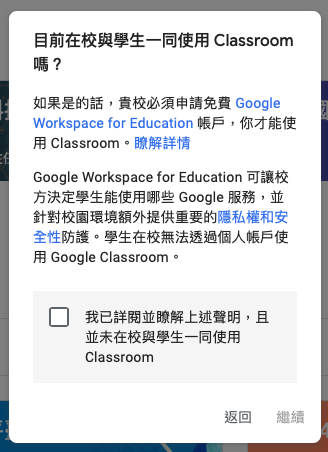 目前在校與學生一同使用 Classroom
嗎？
如果是的話，貴校必須申請免費 Google
Workspace for Education 帳戶，你才能使
用 Classroom。瞭解詳情
Google Workspace for Education 可讓校
方決定學生能使用哪些 Google 服務，並
針對校園環境額外提供重要的隱私權和安
全性防護。學生在校無法透過個人帳戶使
用 Google Classroom。
我已詳閱並瞭解上述聲明，且
並未在校與學生一同使用
Classroom
返回 繼續